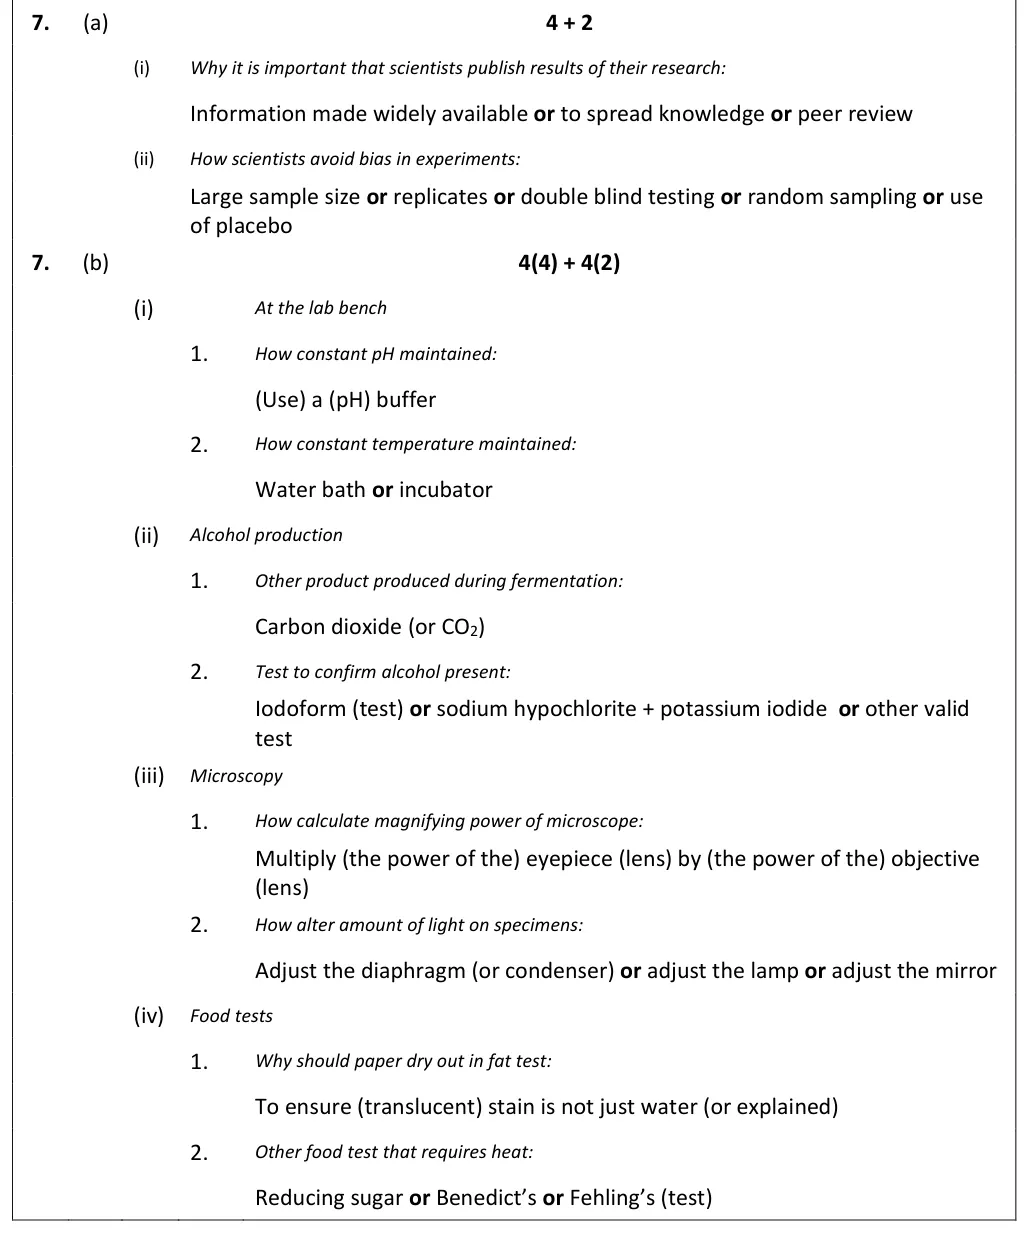 7. (a) 4 + 2
(i) Why it is important that scientists publish results of their research:
Information made widely available or to spread knowledge or peer review
(ii) How scientists avoid bias in experiments:
Large sample size or replicates or double blind testing or random sampling or use
of placebo
7. (b) 4(4) + 4(2)
(i) At the lab bench
1. How constant pH maintained:
(Use) a (pH) buffer
2. How constant temperature maintained:
Water bath or incubator
(ii) Alcohol production
1. Other product produced during fermentation:
Carbon dioxide (or CO₂)
2. Test to confirm alcohol present:
Iodoform (test) or sodium hypochlorite + potassium iodide or other valid
test
(iii) Microscopy
1. How calculate magnifying power of microscope:
Multiply (the power of the) eyepiece (lens) by (the power of the) objective
(lens)
2. How alter amount of light on specimens:
Adjust the diaphragm (or condenser) or adjust the lamp or adjust the mirror
(iv) Food tests
1. Why should paper dry out in fat test:
To ensure (translucent) stain is not just water (or explained)
2. Other food test that requires heat:
Reducing sugar or Benedict’s or Fehling’s (test)